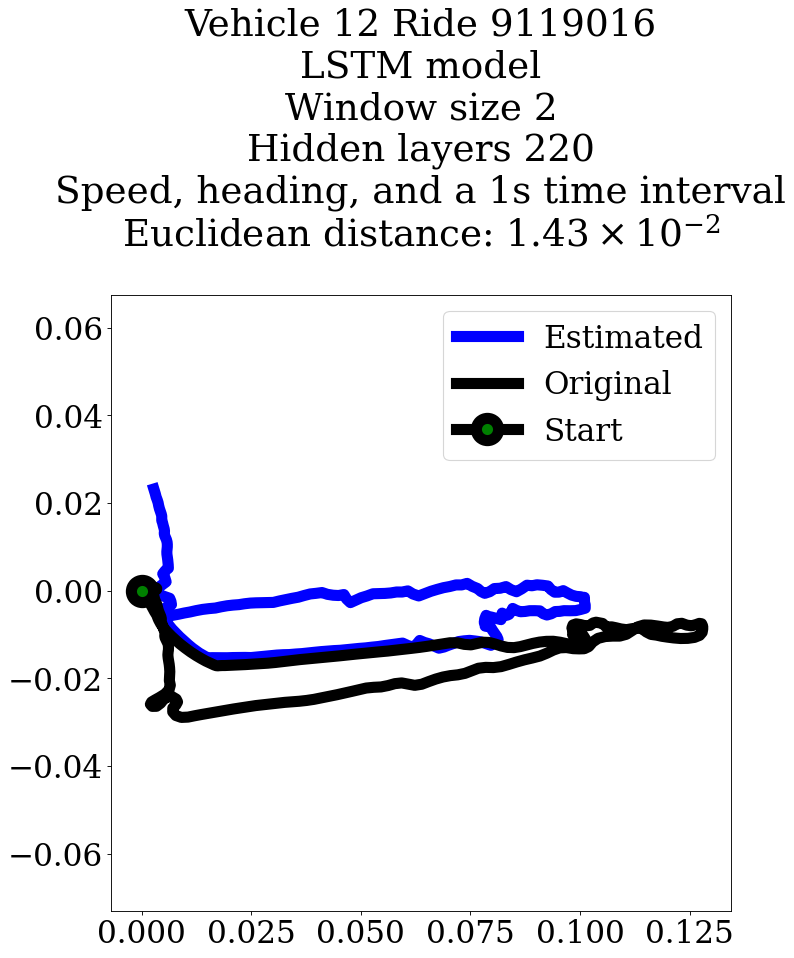 Vehicle 12 Ride 9119016
LSTM model
Window size 2
Hidden layers 220
Speed, heading, and a 1s time interval
Euclidean distance: 1.43 × 10⁻²
Estimated
Original
Start
0.06
0.04
0.02
0.00
−0.02
−0.04
−0.06
0.000 0.025 0.050 0.075 0.100 0.125